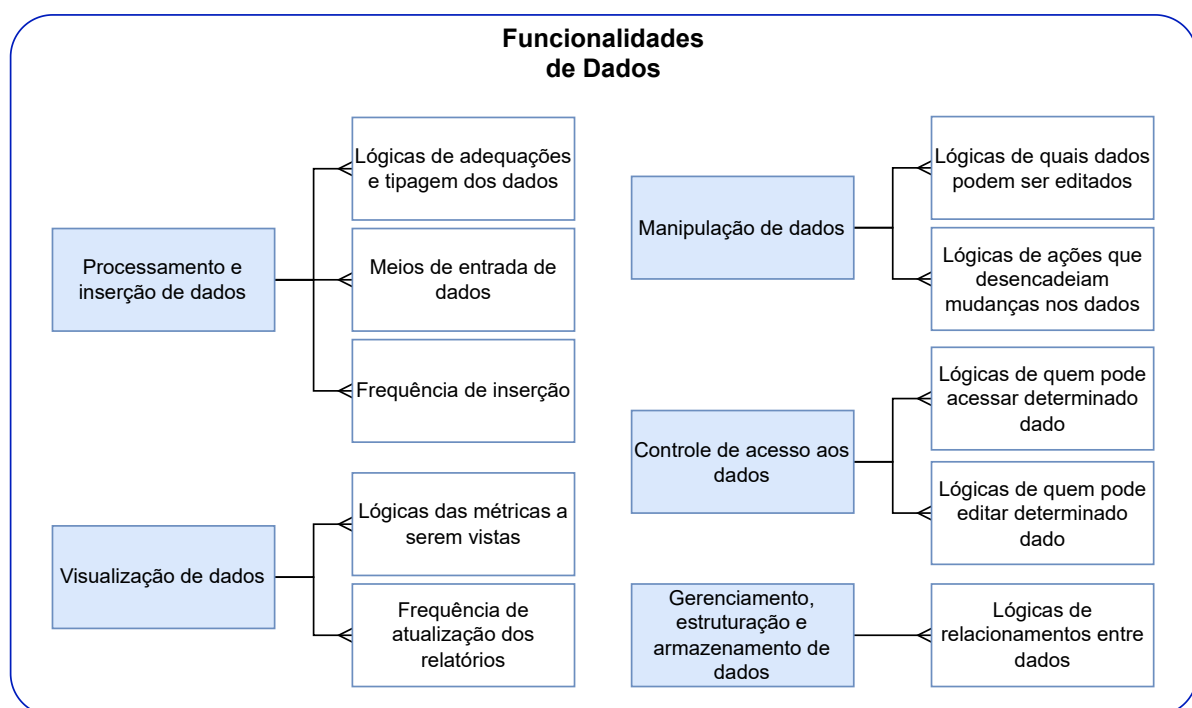 Funcionalidades
de Dados
Processamento e
inserção de dados
Lógicas de adequações
e tipagem dos dados
Meios de entrada de
dados
Frequência de inserção
Visualização de dados
Lógicas das métricas a
serem vistas
Frequência de
atualização dos
relatórios
Manipulação de dados
Lógicas de quais dados
podem ser editados
Lógicas de ações que
desencadeiam
mudanças nos dados
Controle de acesso aos
dados
Lógicas de quem pode
acessar determinado
dado
Lógicas de quem pode
editar determinado
dado
Gerenciamento,
estruturação e
armazenamento de
dados
Lógicas de
relacionamentos entre
dados